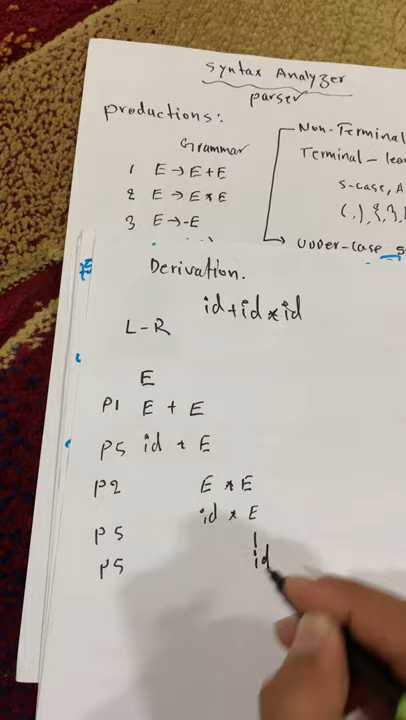 Syntax Analyzer
parser
productions:
Non-Terminal
Grammar
Terminal –
1 E → E + E
s-case, A
2 E → E * E
(,), {, },
3 E → -E
upper-case
Derivation.
id + id * id
L-R
E
P1 E + E
P5 id + E
P2 E * E
P5 id * E
P5 id